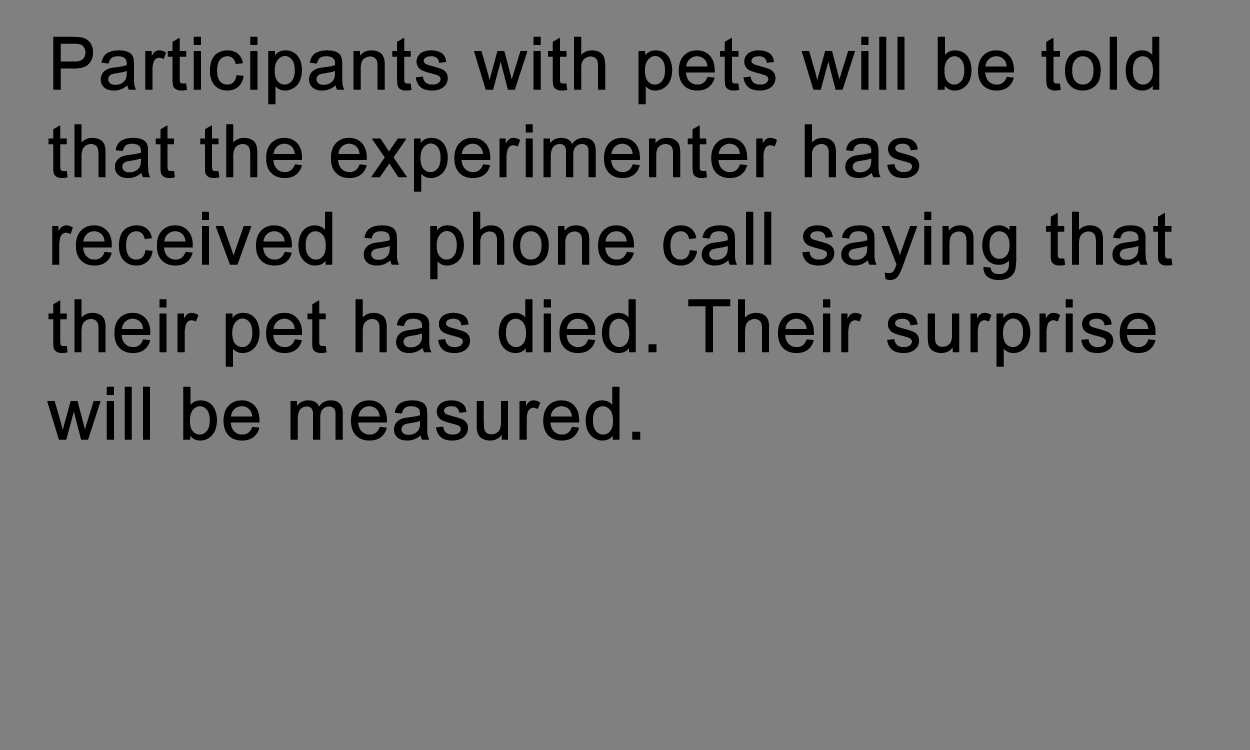 Participants with pets will be told
that the experimenter has
received a phone call saying that
their pet has died. Their surprise
will be measured.